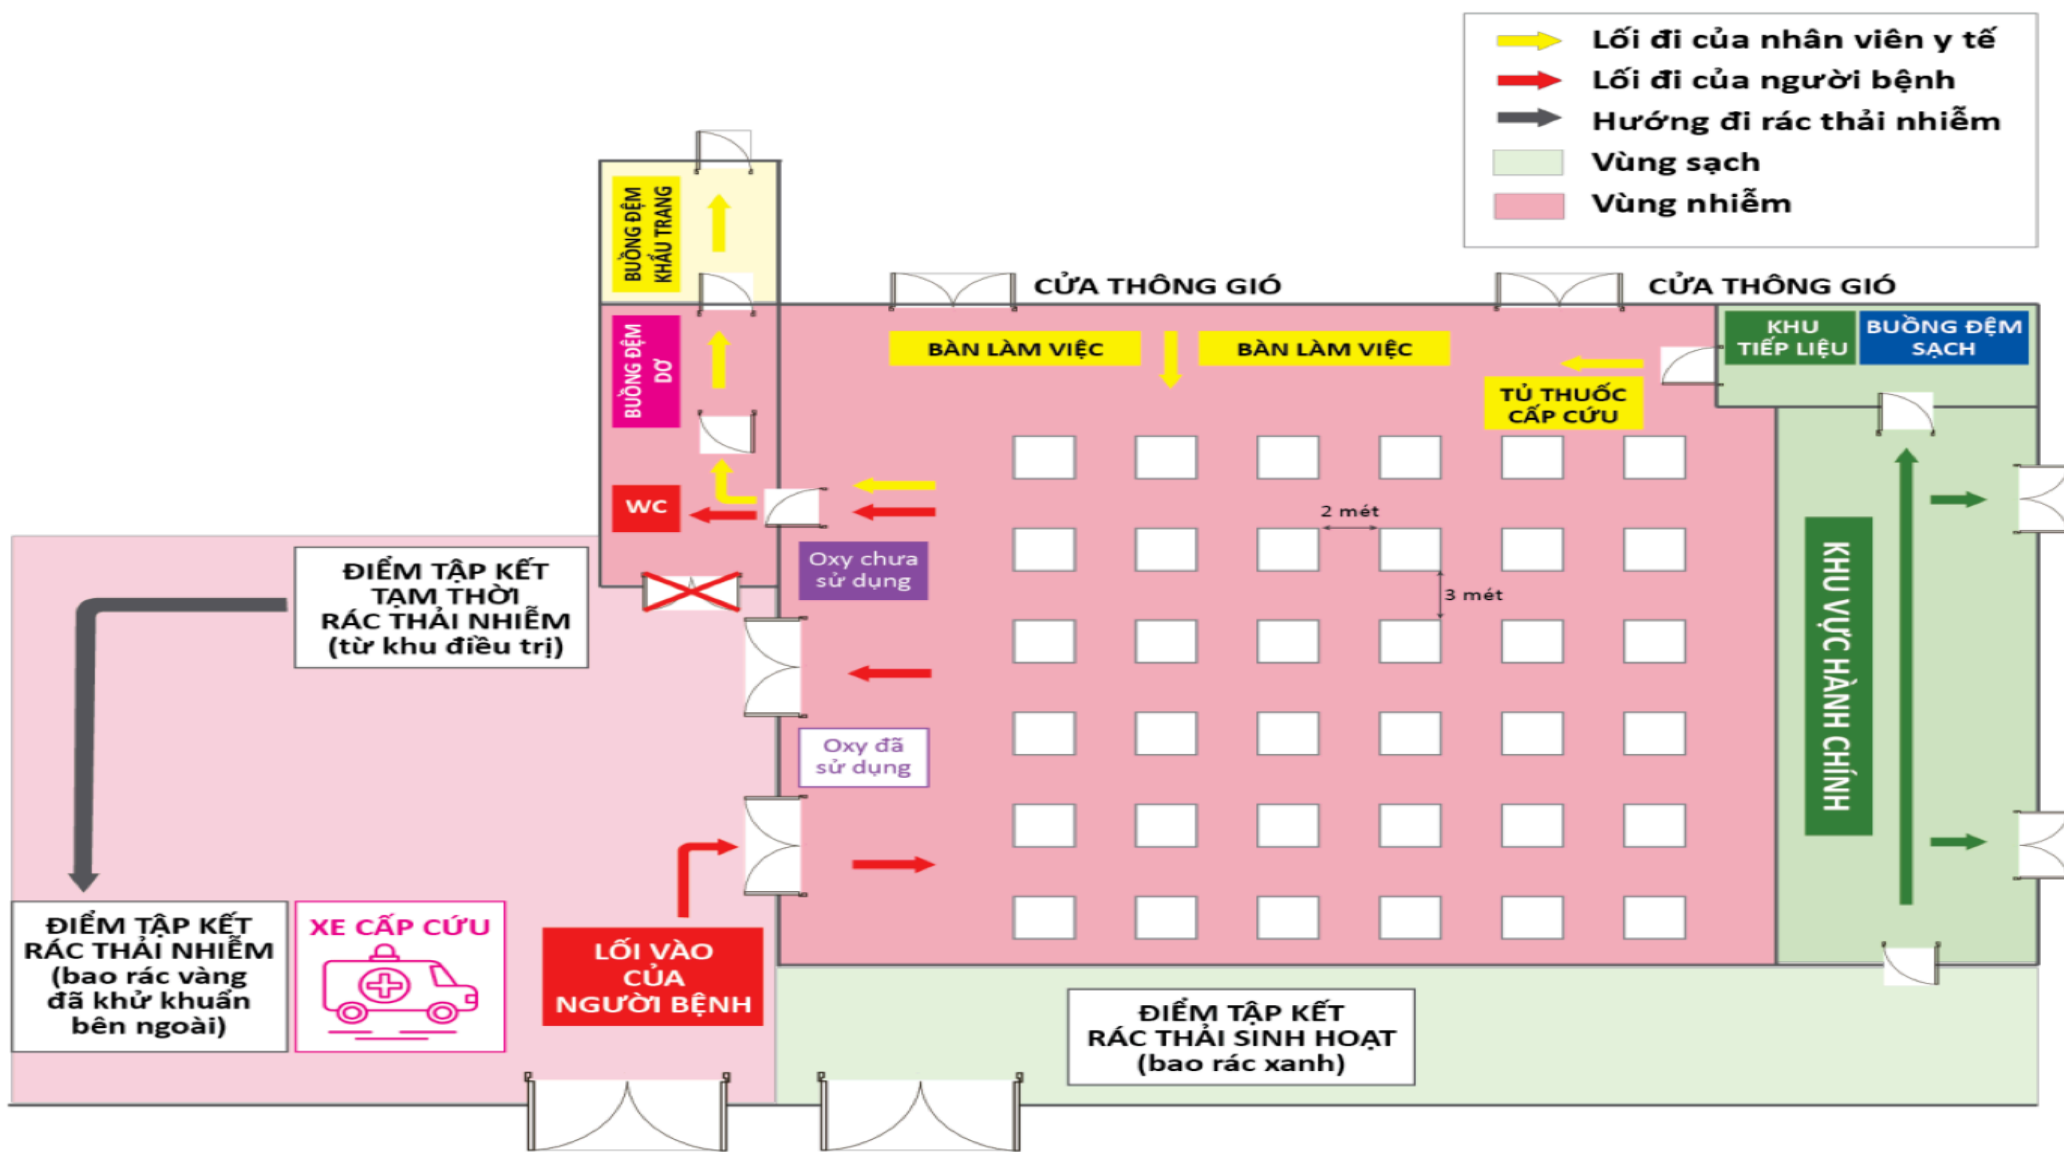 Lối đi của nhân viên y tế
Lối đi của người bệnh
Hướng đi rác thải nhiễm
Vùng sạch
Vùng nhiễm
BUỒNG ĐỆM
KHẨU TRANG
CỬA THÔNG GIÓ
CỬA THÔNG GIÓ
BUỒNG ĐỆM
DƠ
BÀN LÀM VIỆC
BÀN LÀM VIỆC
KHU
TIẾP LIỆU
BUỒNG ĐỆM
SẠCH
TỦ THUỐC
CẤP CỨU
WC
2 mét
3 mét
Oxy chưa
sử dụng
ĐIỂM TẬP KẾT
TẠM THỜI
RÁC THẢI NHIỄM
(từ khu điều trị)
KHU VỰC HÀNH CHÍNH
Oxy đã
sử dụng
ĐIỂM TẬP KẾT
RÁC THẢI NHIỄM
(bao rác vàng
đã khử khuẩn
bên ngoài)
XE CẤP CỨU
LỐI VÀO
CỦA
NGƯỜI BỆNH
ĐIỂM TẬP KẾT
RÁC THẢI SINH HOẠT
(bao rác xanh)